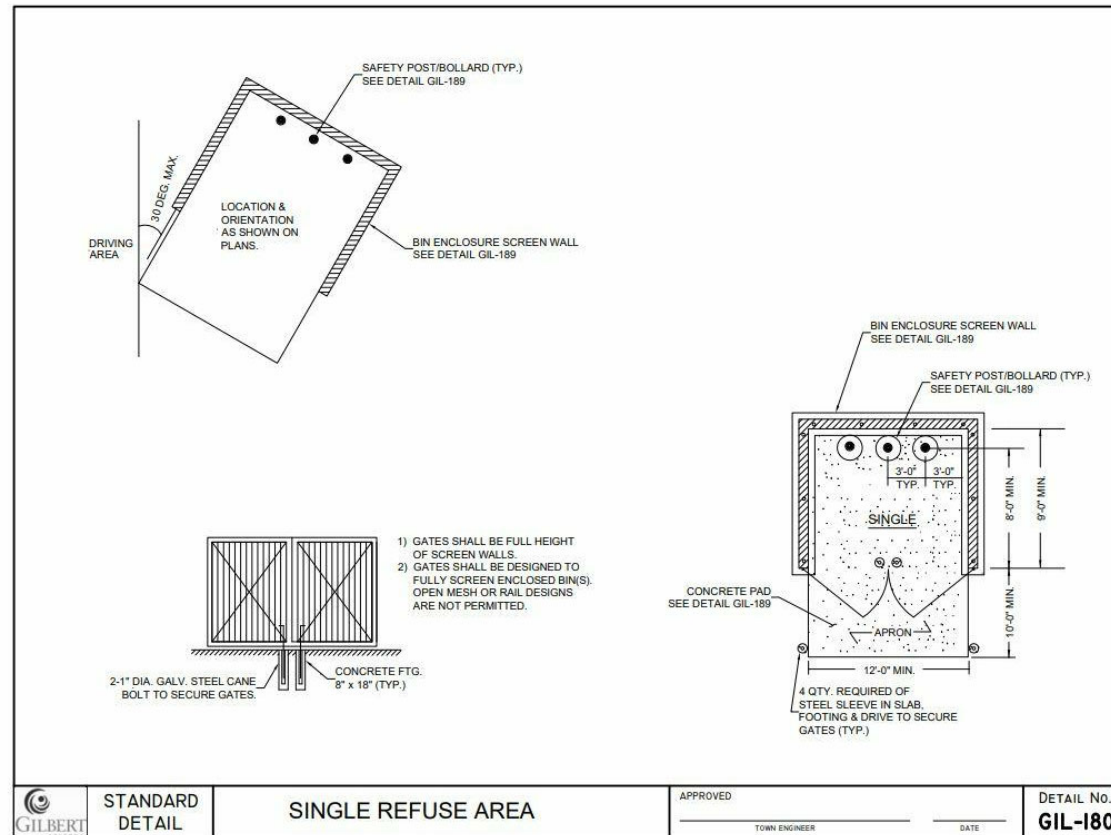 SAFETY POST/BOLLARD (TYP.)
SEE DETAIL GIL-189
30 DEG. MAX.
LOCATION &
ORIENTATION
AS SHOWN ON
PLANS.
DRIVING
AREA
BIN ENCLOSURE SCREEN WALL
SEE DETAIL GIL-189
BIN ENCLOSURE SCREEN WALL
SEE DETAIL GIL-189
SAFETY POST/BOLLARD (TYP.)
SEE DETAIL GIL-189
3'-0" 3'-0"
TYP. TYP.
8'-0" MIN.
9'-0" MIN.
SINGLE
1) GATES SHALL BE FULL HEIGHT
OF SCREEN WALLS.
2) GATES SHALL BE DESIGNED TO
FULLY SCREEN ENCLOSED BIN(S).
OPEN MESH OR RAIL DESIGNS
ARE NOT PERMITTED.
CONCRETE PAD
SEE DETAIL GIL-189
APRON
10'-0" MIN.
12'-0" MIN.
2-1" DIA. GALV. STEEL CANE
BOLT TO SECURE GATES.
CONCRETE FTG.
8" x 18" (TYP.)
4 QTY. REQUIRED OF
STEEL SLEEVE IN SLAB,
FOOTING & DRIVE TO SECURE
GATES (TYP.)
GILBERT
STANDARD
DETAIL
SINGLE REFUSE AREA
APPROVED
TOWN ENGINEER
DATE
DETAIL No.
GIL-180